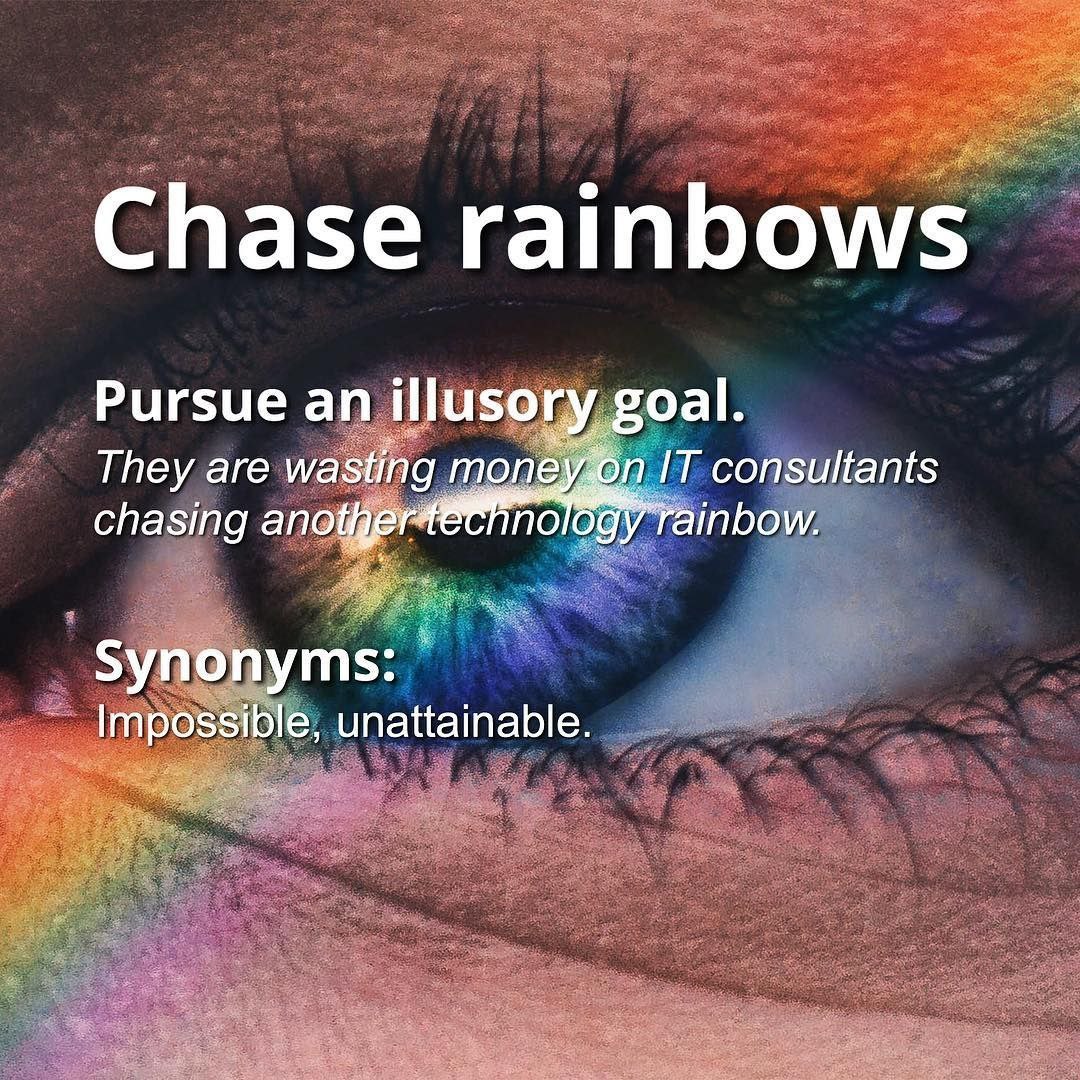 Chase rainbows
Pursue an illusory goal.
They are wasting money on IT consultants
chasing another technology rainbow.
Synonyms:
Impossible, unattainable.